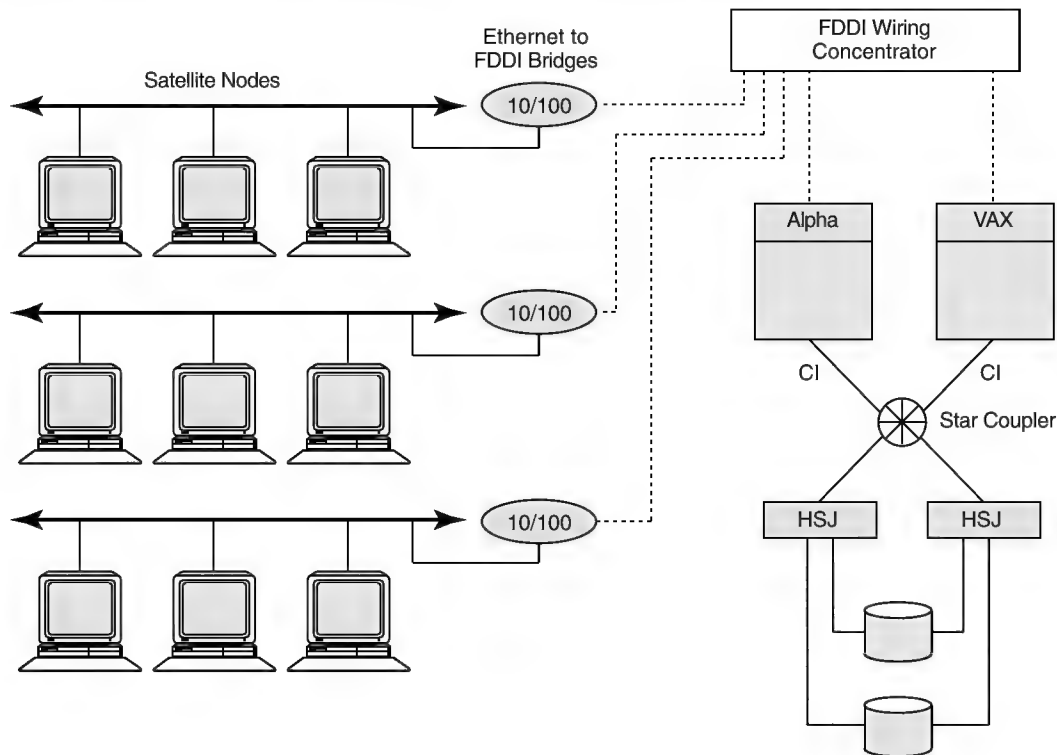 Ethernet to
FDDI Bridges
FDDI Wiring
Concentrator
Satellite Nodes
10/100
Alpha
VAX
10/100
CI
CI
Star Coupler
10/100
HSJ
HSJ